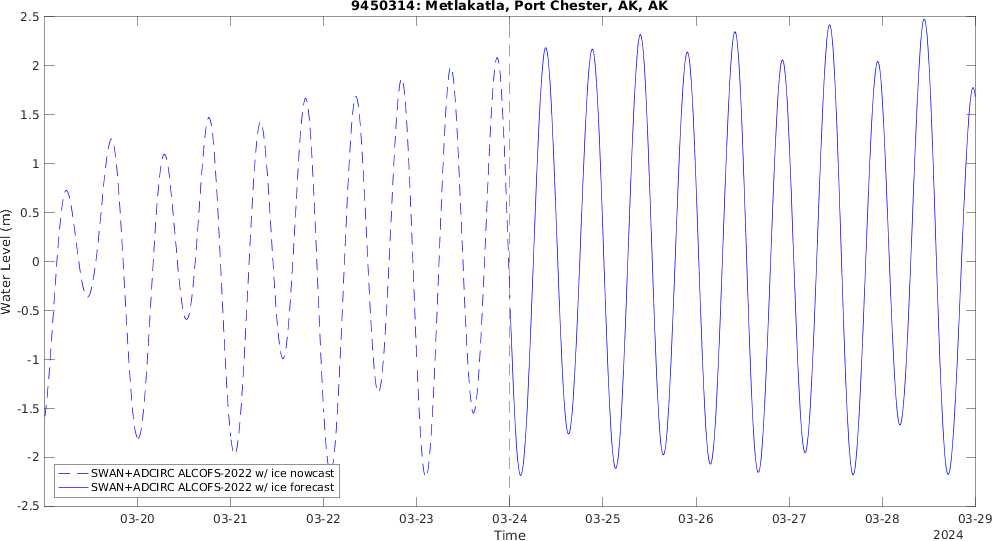 9450314: Metlakatla, Port Chester, AK, AK
Water Level (m)
2.5
2
1.5
1
0.5
0
-0.5
-1
-1.5
-2
-2.5
SWAN+ADCIRC ALCOFS-2022 w/ ice nowcast
SWAN+ADCIRC ALCOFS-2022 w/ ice forecast
03-20 03-21 03-22 03-23 03-24 03-25 03-26 03-27 03-28 03-29
Time
2024